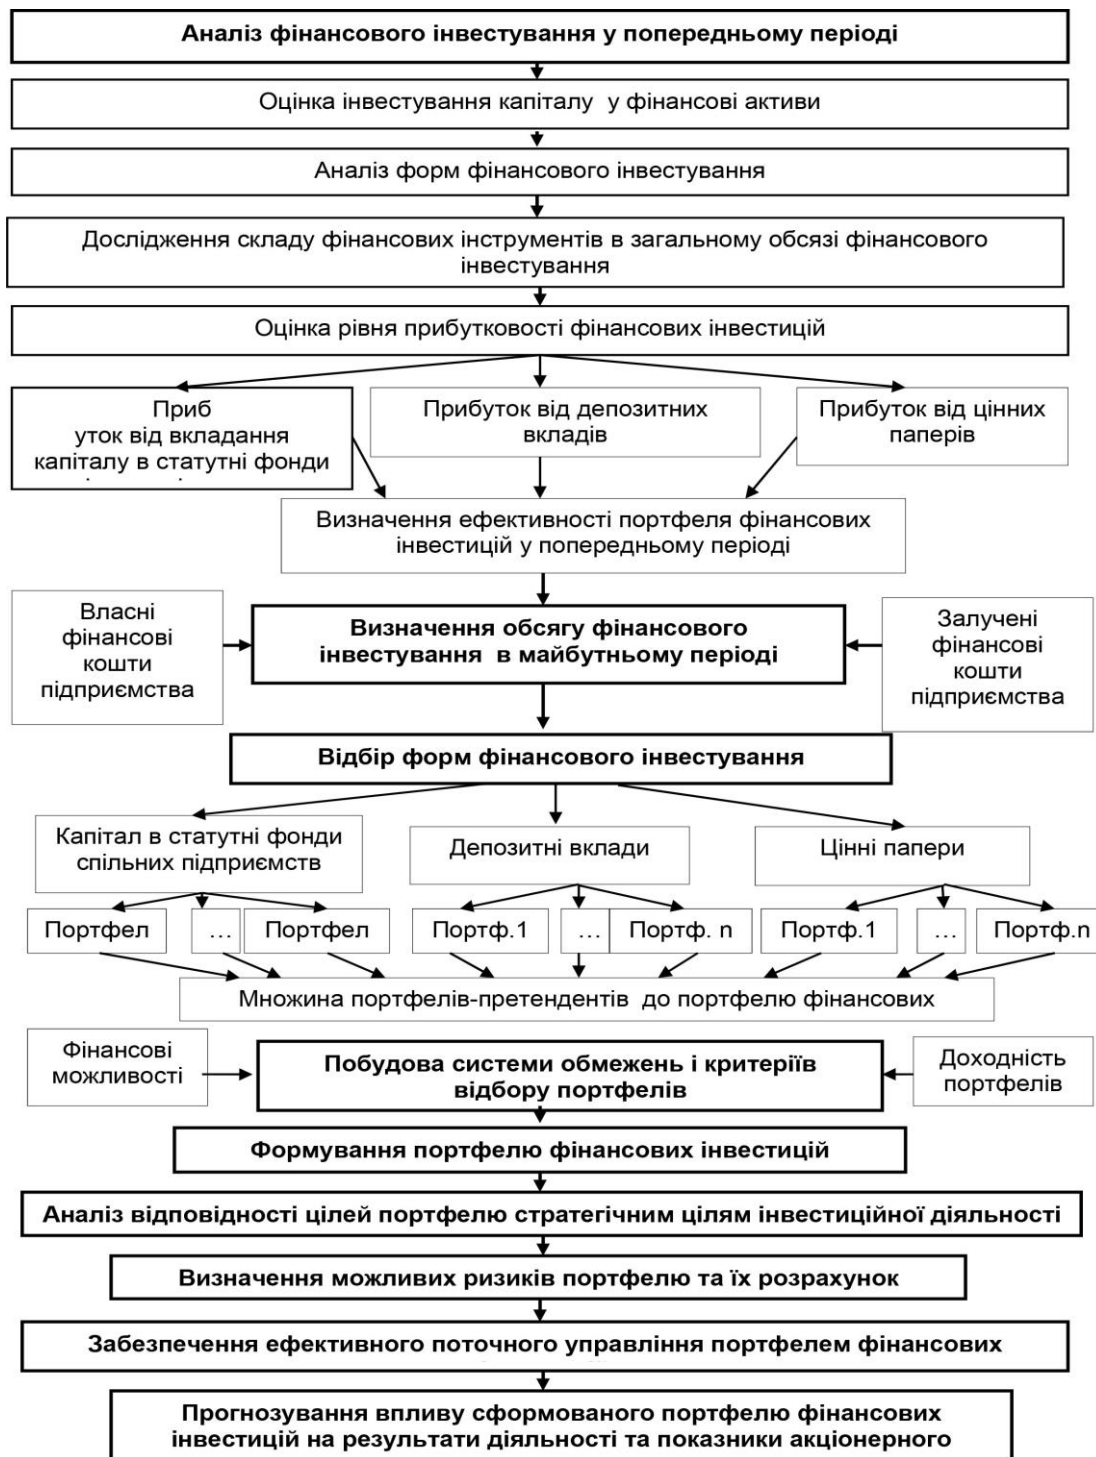 Аналіз фінансового інвестування у попередньому періоді
Оцінка інвестування капіталу у фінансові активи
Аналіз форм фінансового інвестування
Дослідження складу фінансових інструментів в загальному обсязі фінансового
інвестування
Оцінка рівня прибутковості фінансових інвестицій
Приб
уток від вкладання
капіталу в статутні фонди
Прибуток від депозитних
вкладів
Прибуток від цінних
паперів
Визначення ефективності портфеля фінансових
інвестицій у попередньому періоді
Власні
фінансові
кошти
підприємства
Визначення обсягу фінансового
інвестування в майбутньому періоді
Залучені
фінансові
кошти
підприємства
Відбір форм фінансового інвестування
Капітал в статутні фонди
спільних підприємств
Депозитні вклади
Цінні папери
Портфел
...
Портфел
Портф.1
...
Портф. n
Портф.1
...
Портф.n
Множина портфелів-претендентів до портфелю фінансових
Фінансові
можливості
Побудова системи обмежень і критеріїв
відбору портфелів
Доходність
портфелів
Формування портфелю фінансових інвестицій
Аналіз відповідності цілей портфелю стратегічним цілям інвестиційної діяльності
Визначення можливих ризиків портфелю та їх розрахунок
Забезпечення ефективного поточного управління портфелем фінансових
Прогнозування впливу сформованого портфелю фінансових
інвестицій на результати діяльності та показники акціонерного